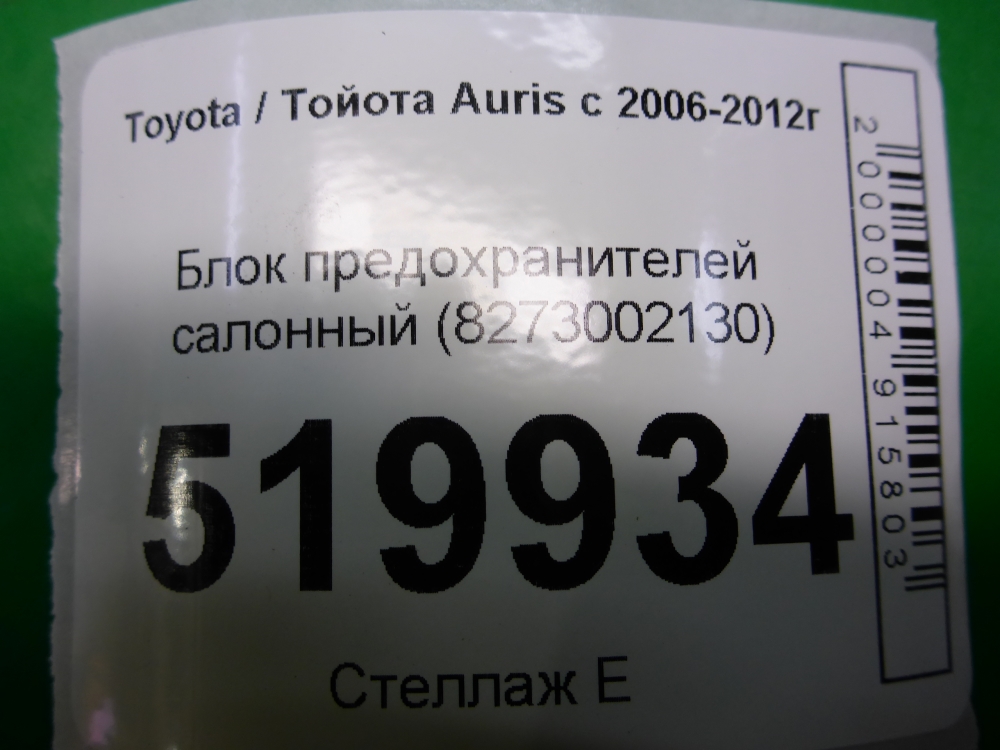 Toyota / Тойота Auris с 2006-2012г
Блок предохранителей
салонный (8273002130)
519934
Стеллаж Е
2000004915803